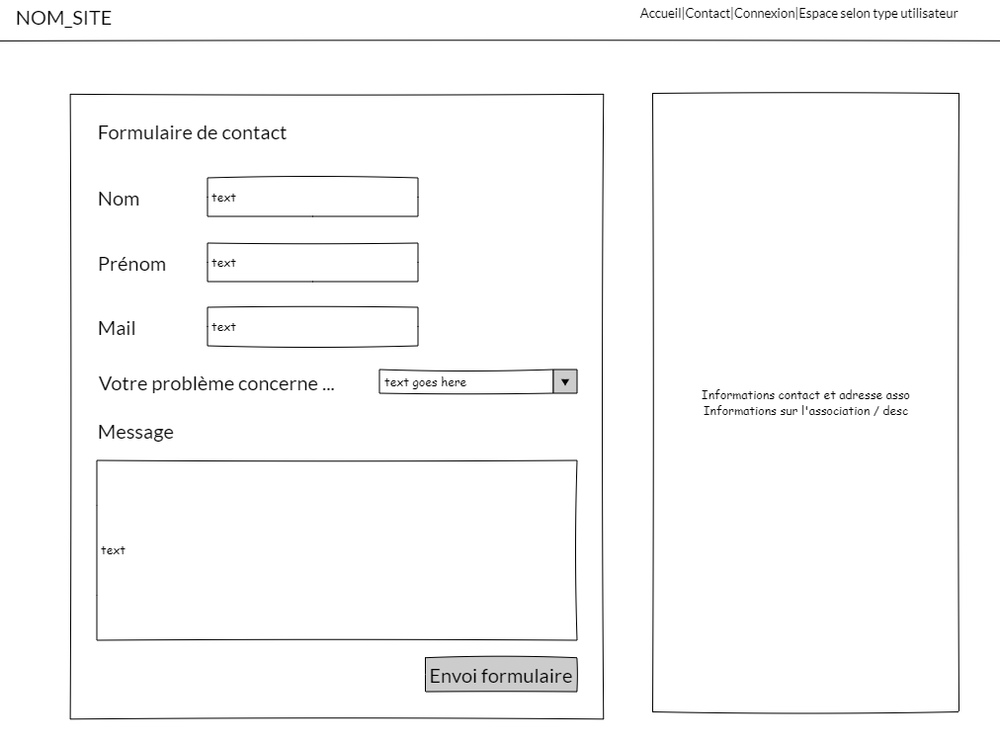 NOM_SITE
Accueil|Contact|Connexion|Espace selon type utilisateur
Formulaire de contact
Nom
text
Prénom
text
Mail
text
Votre problème concerne ...
text goes here
Message
text
Envoi formulaire
Informations contact et adresse asso
Informations sur l'association / desc